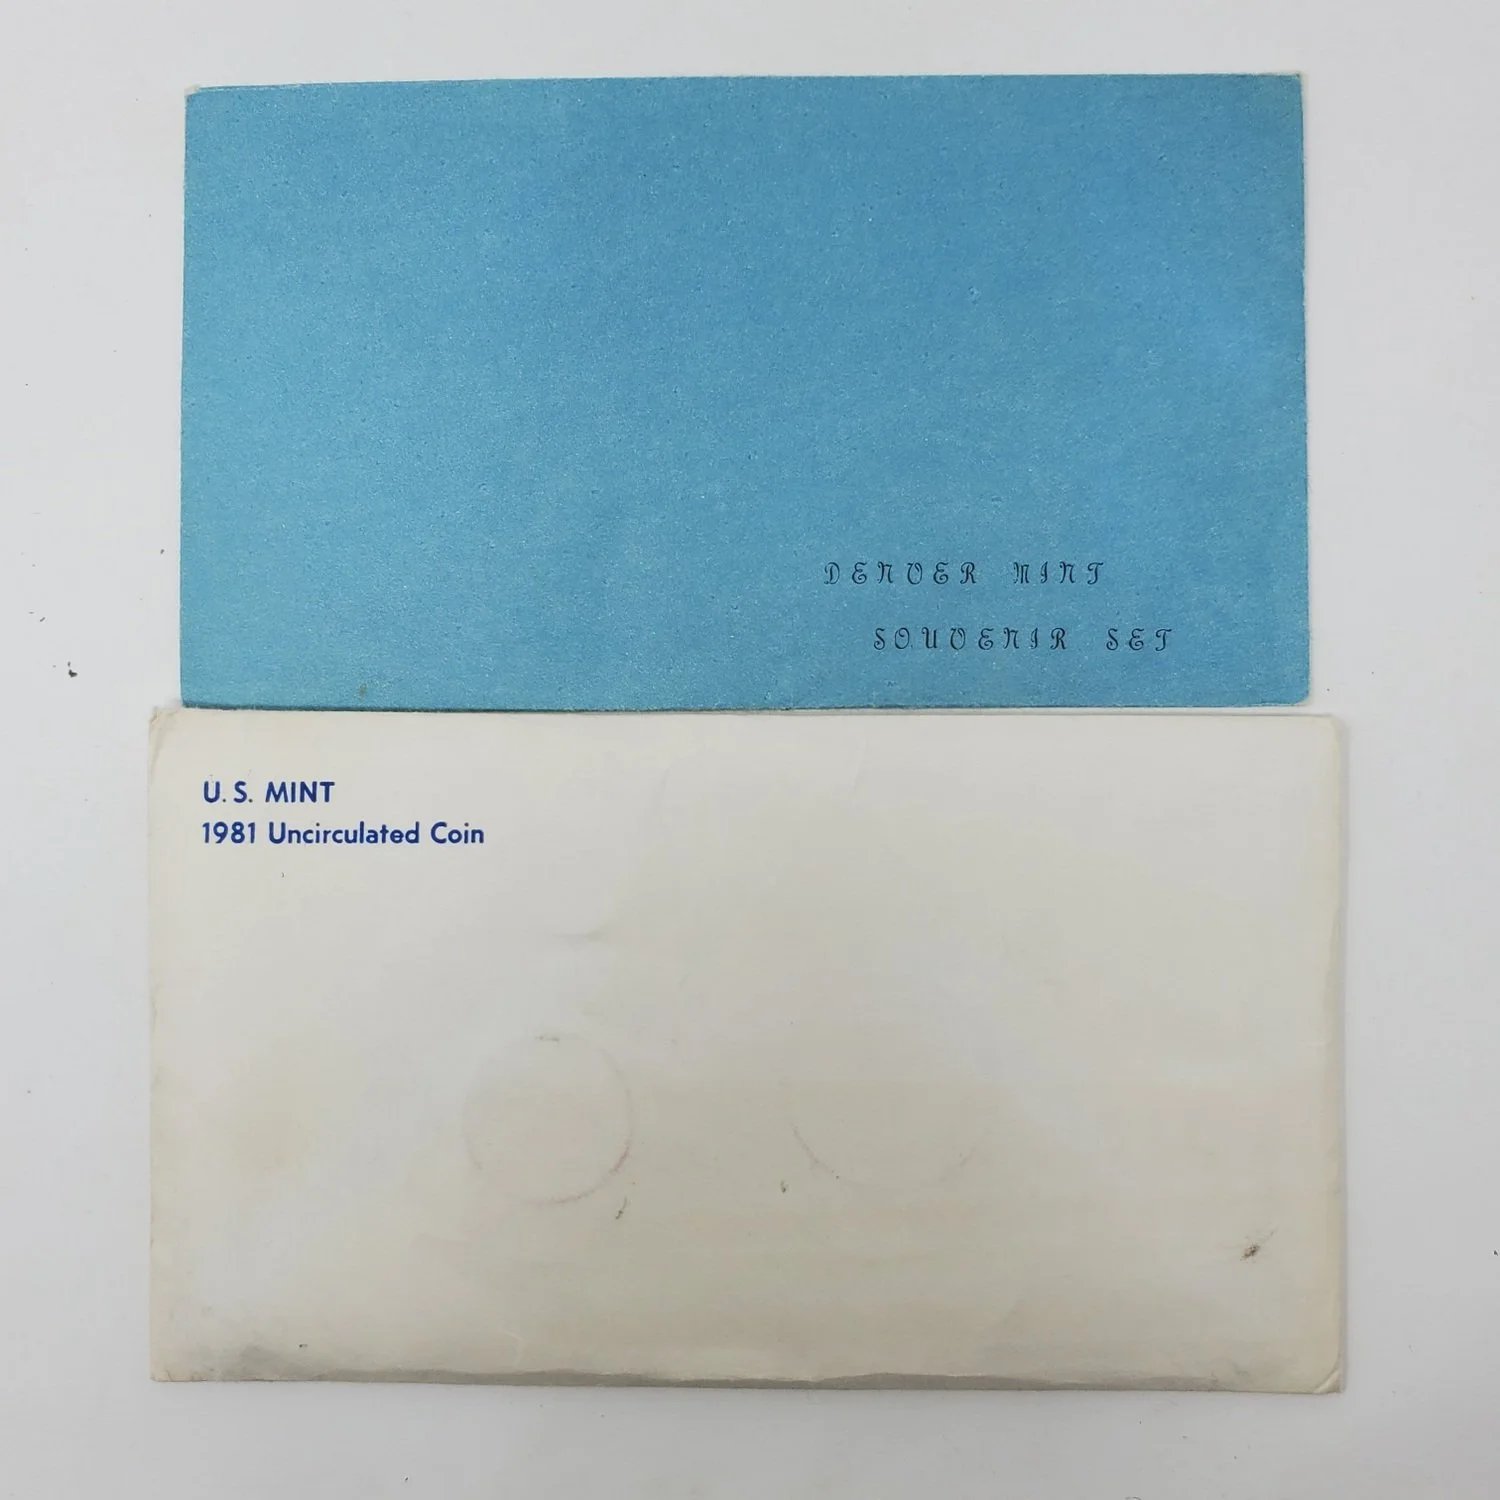 DENVER MINT
SOUVENIR SET
U. S. MINT
1981 Uncirculated Coin